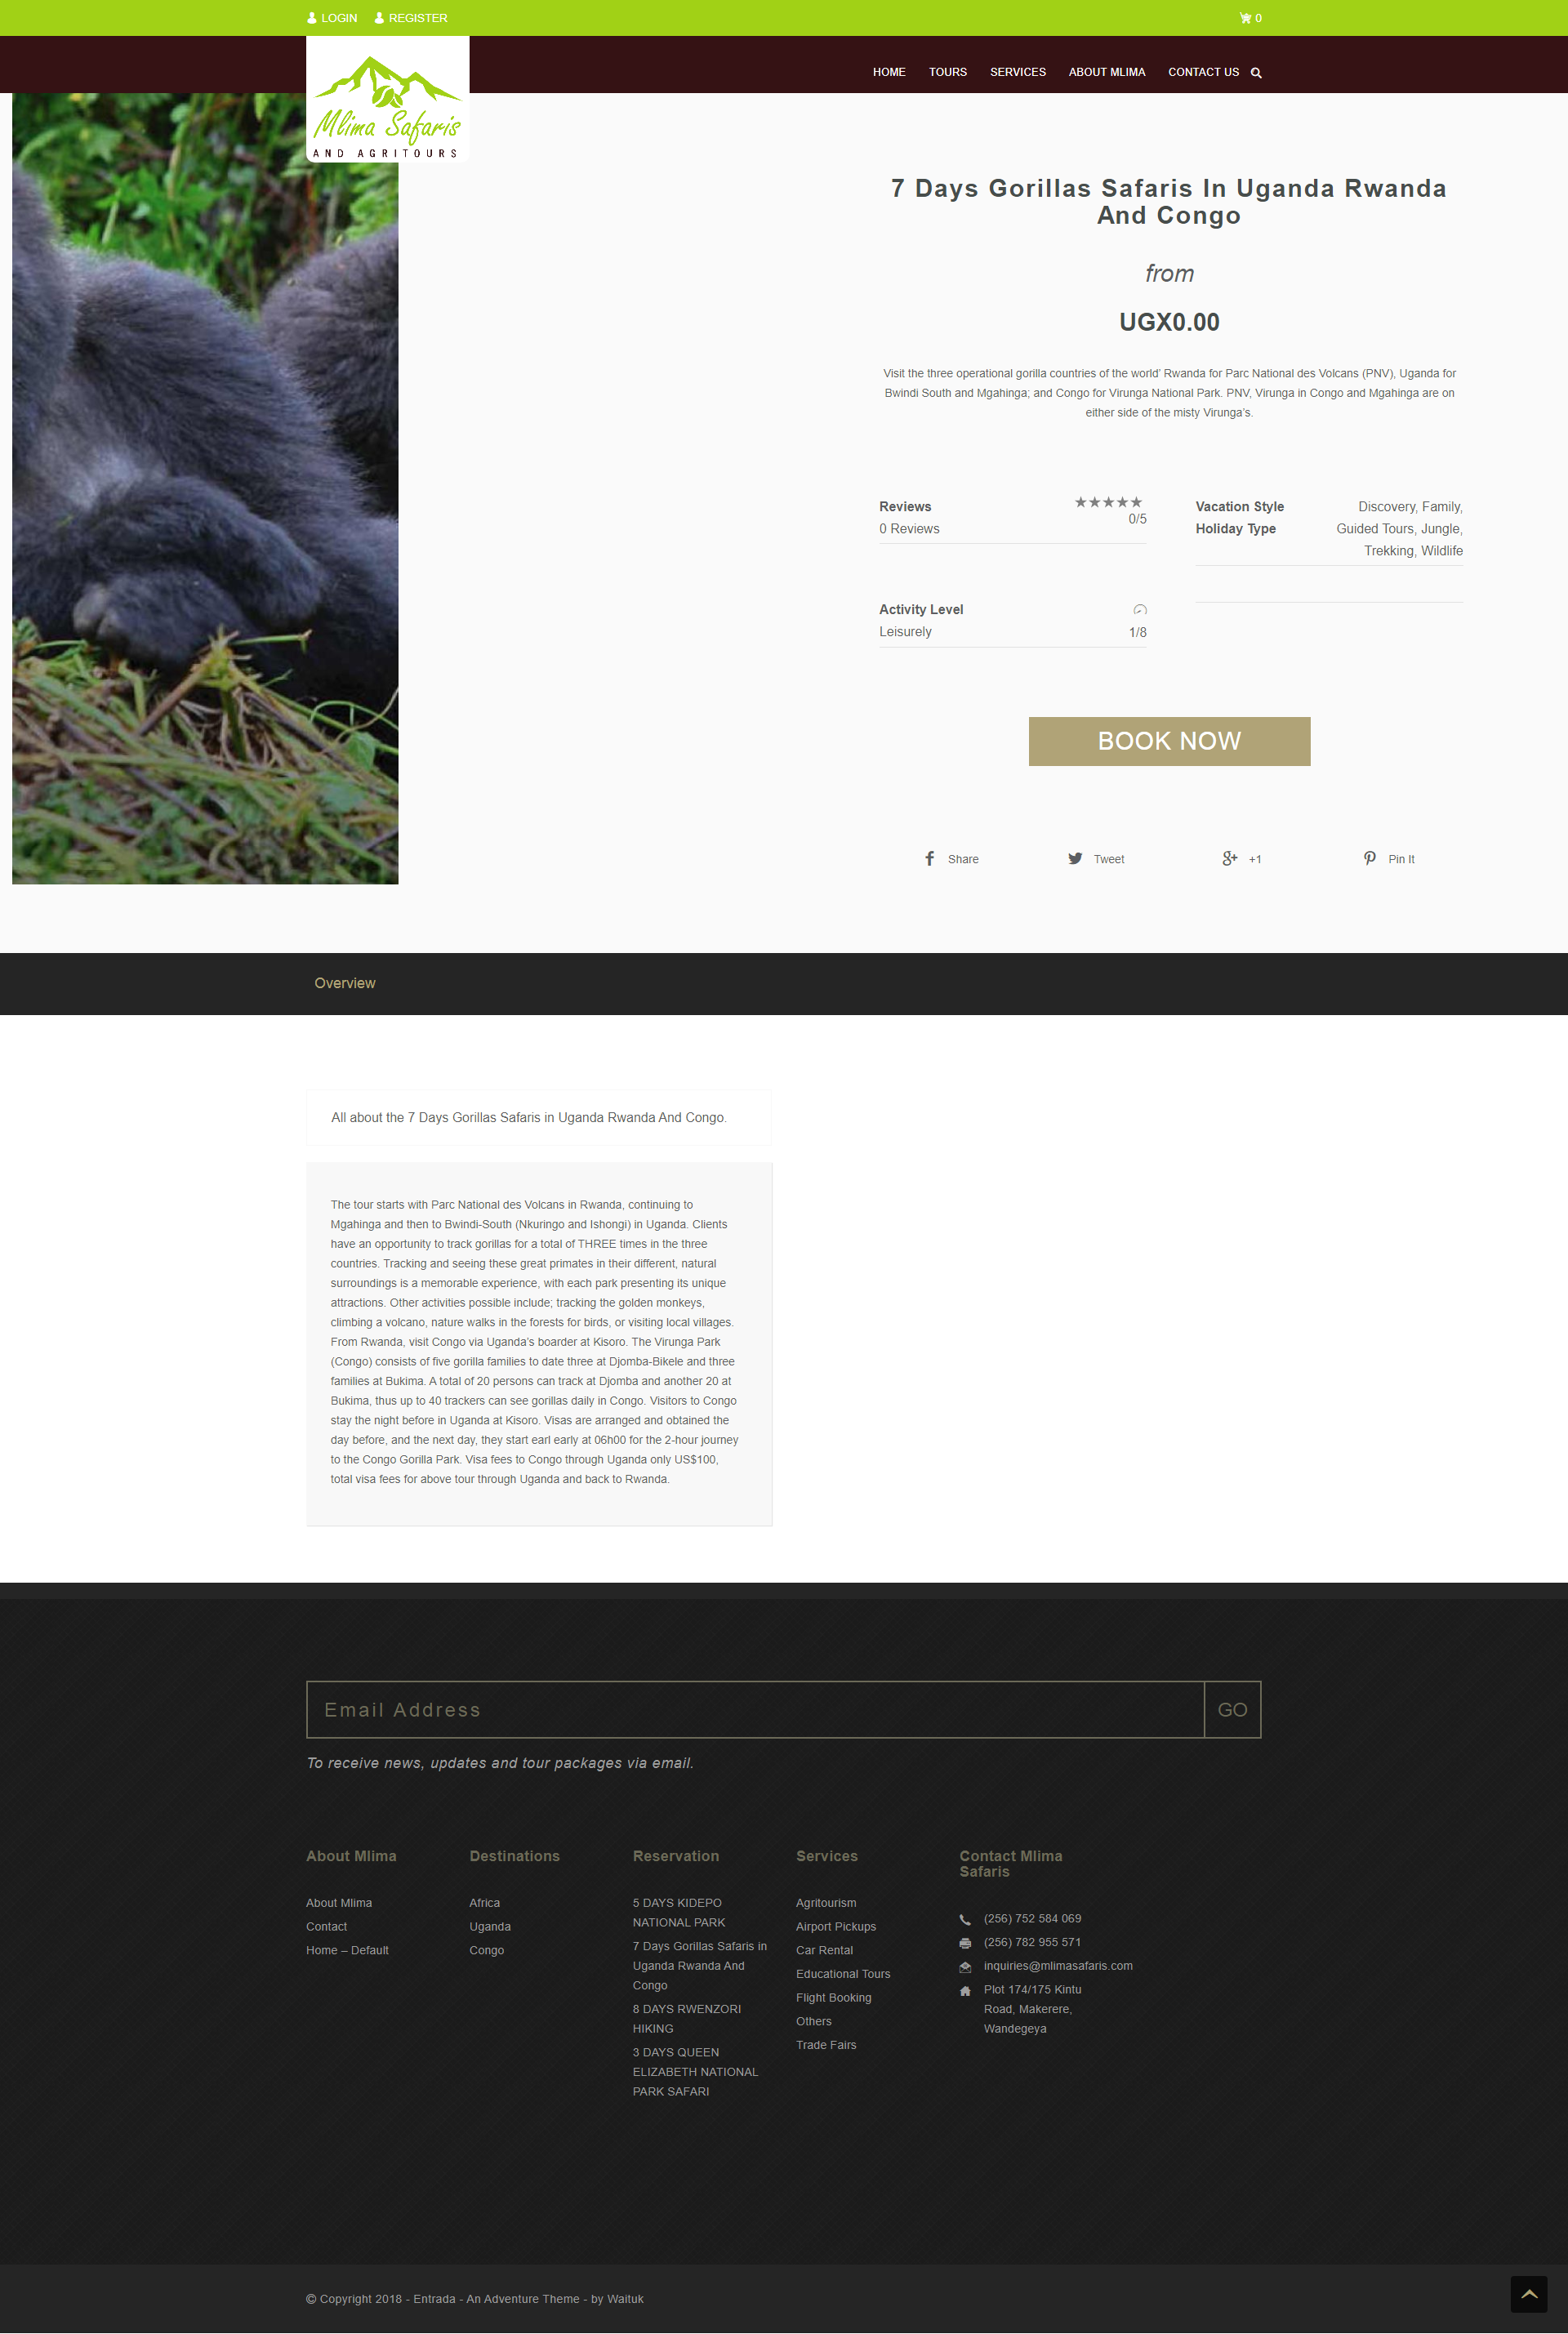 LOGIN REGISTER 0
Mlima Safaris
AND AGRITOURS
HOME TOURS SERVICES ABOUT MLIMA CONTACT US
7 Days Gorillas Safaris In Uganda Rwanda
And Congo
from
UGX0.00
Visit the three operational gorilla countries of the world’ Rwanda for Parc National des Volcans (PNV), Uganda for
Bwindi South and Mgahinga; and Congo for Virunga National Park. PNV, Virunga in Congo and Mgahinga are on
either side of the misty Virunga’s.
Reviews
0 Reviews
0/5
Vacation Style
Holiday Type
Discovery, Family,
Guided Tours, Jungle,
Trekking, Wildlife
Activity Level
Leisurely
1/8
BOOK NOW
Share Tweet +1 Pin It
Overview
All about the 7 Days Gorillas Safaris in Uganda Rwanda And Congo.
The tour starts with Parc National des Volcans in Rwanda, continuing to
Mgahinga and then to Bwindi-South (Nkuringo and Ishongi) in Uganda. Clients
have an opportunity to track gorillas for a total of THREE times in the three
countries. Tracking and seeing these great primates in their different, natural
surroundings is a memorable experience, with each park presenting its unique
attractions. Other activities possible include; tracking the golden monkeys,
climbing a volcano, nature walks in the forests for birds, or visiting local villages.
From Rwanda, visit Congo via Uganda’s boarder at Kisoro. The Virunga Park
(Congo) consists of five gorilla families to date three at Djomba-Bikele and three
families at Bukima. A total of 20 persons can track at Djomba and another 20 at
Bukima, thus up to 40 trackers can see gorillas daily in Congo. Visitors to Congo
stay the night before in Uganda at Kisoro. Visas are arranged and obtained the
day before, and the next day, they start earl early at 06h00 for the 2-hour journey
to the Congo Gorilla Park. Visa fees to Congo through Uganda only US$100,
total visa fees for above tour through Uganda and back to Rwanda.
Email Address GO
To receive news, updates and tour packages via email.
About Mlima
About Mlima
Contact
Home – Default
Destinations
Africa
Uganda
Congo
Reservation
5 DAYS KIDEPO
NATIONAL PARK
7 Days Gorillas Safaris in
Uganda Rwanda And
Congo
8 DAYS RWENZORI
HIKING
3 DAYS QUEEN
ELIZABETH NATIONAL
PARK SAFARI
Services
Agritourism
Airport Pickups
Car Rental
Educational Tours
Flight Booking
Others
Trade Fairs
Contact Mlima
Safaris
(256) 752 584 069
(256) 782 955 571
inquiries@mlimasafaris.com
Plot 174/175 Kintu
Road, Makerere,
Wandegeya
© Copyright 2018 - Entrada - An Adventure Theme - by Waituk